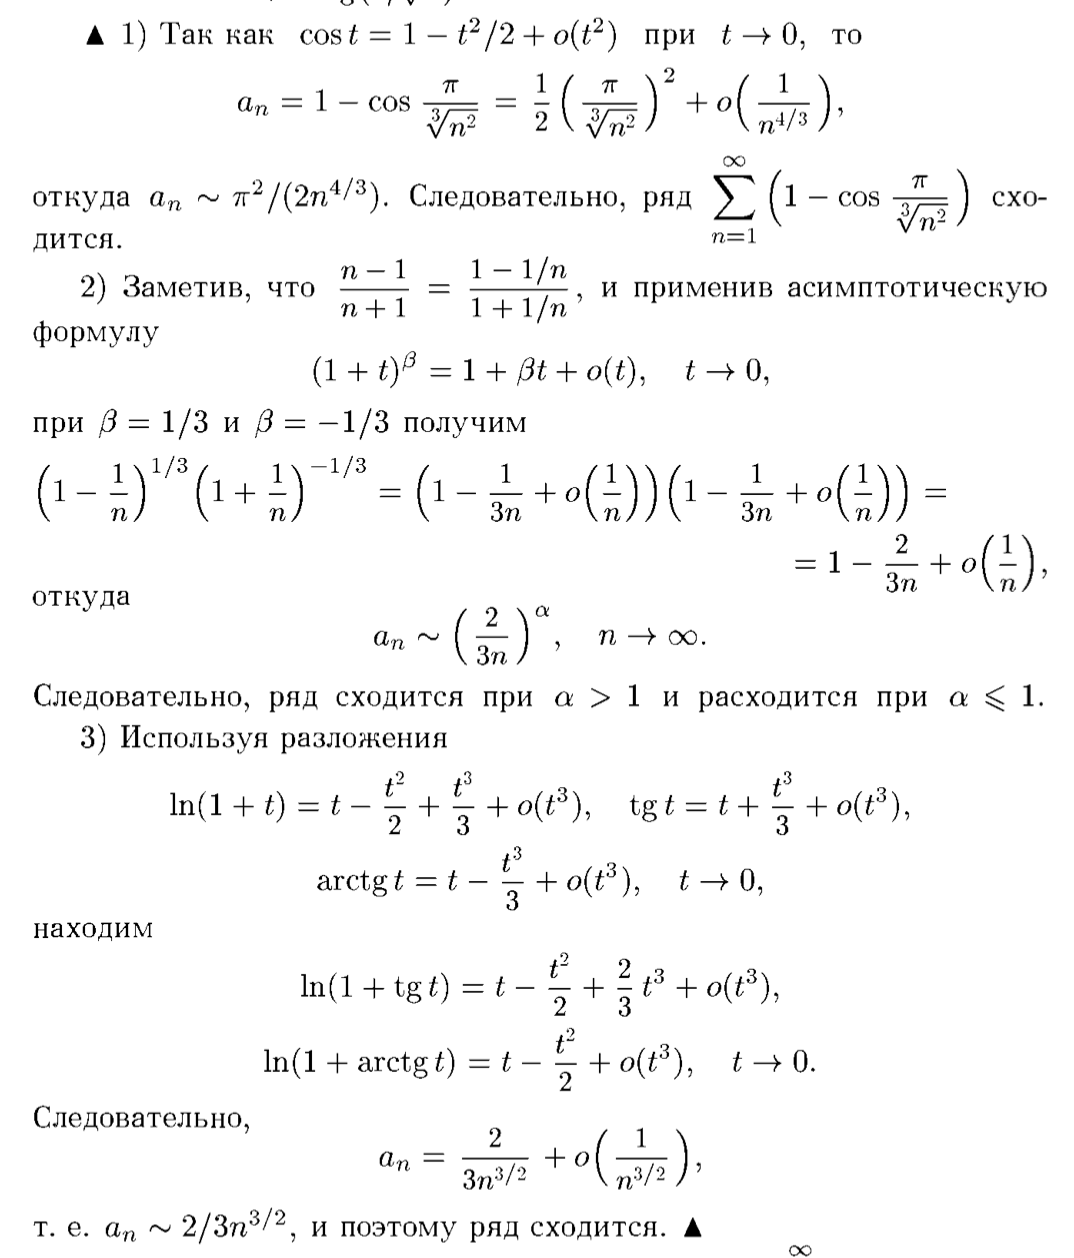 ▲ 1) Так как cos t = 1 − t²/2 + o(t²) при t → 0, то
aₙ = 1 − cos π/∛n² = 1/2 (π/∛n²)² + o(1/n^{4/3}),
откуда aₙ ∼ π²/(2n^{4/3}). Следовательно, ряд ∑_{n=1}^{∞} (1 − cos π/∛n²) схо-
дится.
2) Заметив, что (n − 1)/(n + 1) = (1 − 1/n)/(1 + 1/n), и применив асимптотическую
формулу
(1 + t)^β = 1 + βt + o(t), t → 0,
при β = 1/3 и β = −1/3 получим
(1 − 1/n)^{1/3} (1 + 1/n)^{−1/3} = (1 − 1/3n + o(1/n))(1 − 1/3n + o(1/n)) =
= 1 − 2/3n + o(1/n),
откуда
aₙ ∼ (2/3n)^α, n → ∞.
Следовательно, ряд сходится при α > 1 и расходится при α ⩽ 1.
3) Используя разложения
ln(1 + t) = t − t²/2 + t³/3 + o(t³), tg t = t + t³/3 + o(t³),
arctg t = t − t³/3 + o(t³), t → 0,
находим
ln(1 + tg t) = t − t²/2 + 2/3 t³ + o(t³),
ln(1 + arctg t) = t − t²/2 + o(t³), t → 0.
Следовательно,
aₙ = 2/3n^{3/2} + o(1/n^{3/2}),
т. е. aₙ ∼ 2/3n^{3/2}, и поэтому ряд сходится. ▲
∞